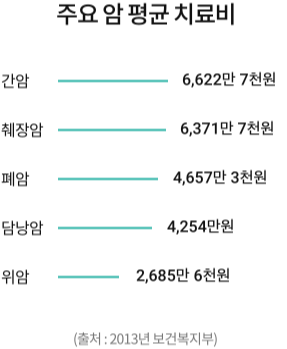 주요 암 평균 치료비
간암 6,622만 7천원
췌장암 6,371만 7천원
폐암 4,657만 3천원
담낭암 4,254만원
위암 2,685만 6천원
(출처 : 2013년 보건복지부)